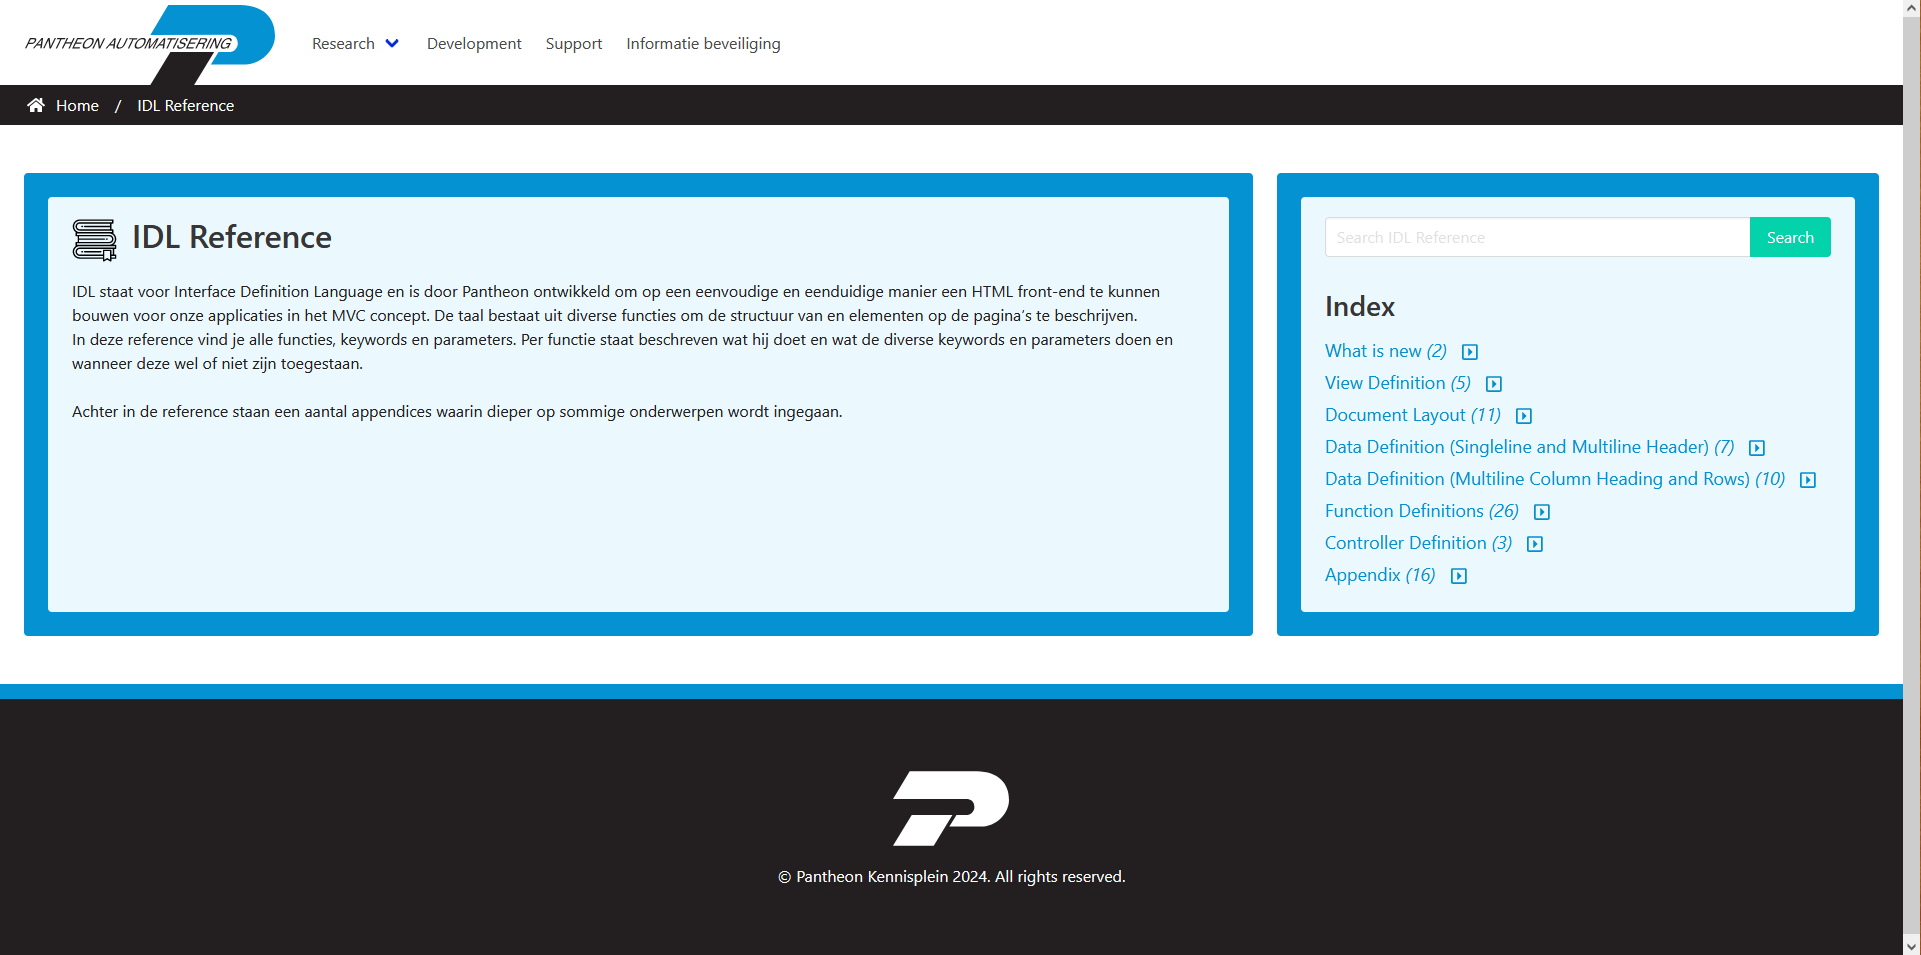 PANTHEON AUTOMATISERING
Research
Development
Support
Informatie beveiliging
Home / IDL Reference
IDL Reference
IDL staat voor Interface Definition Language en is door Pantheon ontwikkeld om op een eenvoudige en eenduidige manier een HTML front-end te kunnen
bouwen voor onze applicaties in het MVC concept. De taal bestaat uit diverse functies om de structuur van en elementen op de pagina's te beschrijven.
In deze reference vind je alle functies, keywords en parameters. Per functie staat beschreven wat hij doet en wat de diverse keywords en parameters doen en
wanneer deze wel of niet zijn toegestaan.
Achter in de reference staan een aantal appendices waarin dieper op sommige onderwerpen wordt ingegaan.
Search IDL Reference
Search
Index
What is new (2)
View Definition (5)
Document Layout (11)
Data Definition (Singleline and Multiline Header) (7)
Data Definition (Multiline Column Heading and Rows) (10)
Function Definitions (26)
Controller Definition (3)
Appendix (16)
© Pantheon Kennisplein 2024. All rights reserved.